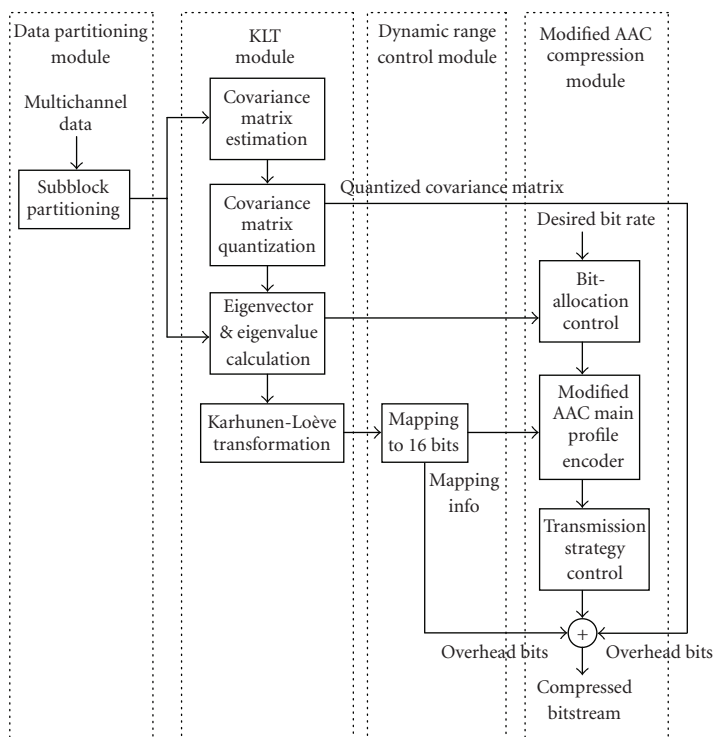 Data partitioning
module
KLT
module
Dynamic range
control module
Modified AAC
compression
module
Multichannel
data
Subblock
partitioning
Covariance
matrix
estimation
Covariance
matrix
quantization
Eigenvector
& eigenvalue
calculation
Karhunen-Loève
transformation
Quantized covariance matrix
Mapping
to 16 bits
Mapping
info
Desired bit rate
Bit-
allocation
control
Modified
AAC main
profile
encoder
Transmission
strategy
control
+
Overhead bits
Overhead bits
Compressed
bitstream